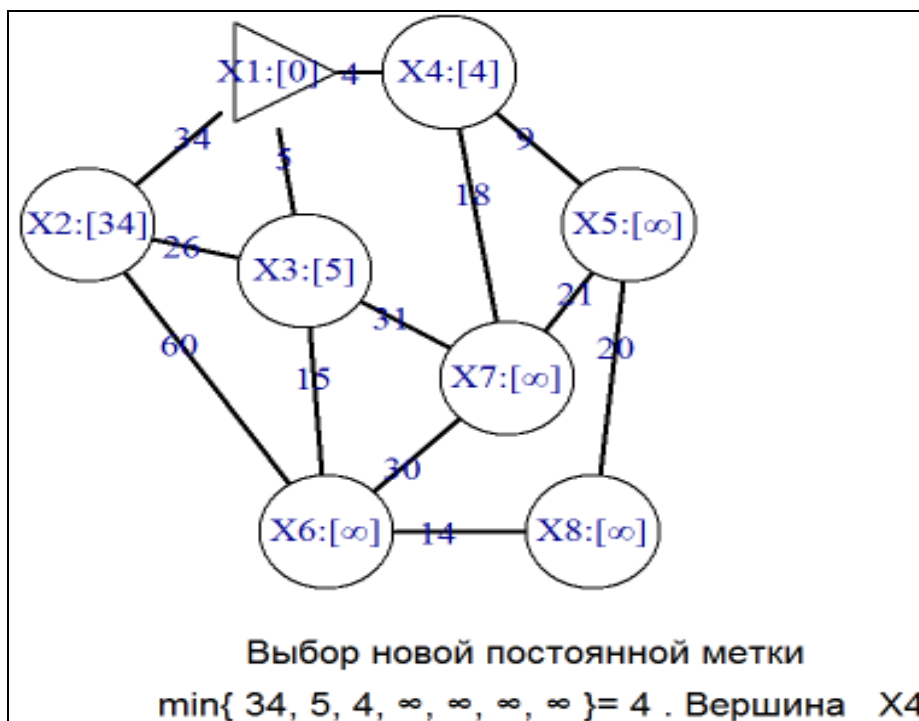 X1:[0]
4
X4:[4]
34
5
9
18
X2:[34]
26
X3:[5]
X5:[∞]
31
21
60
15
X7:[∞]
20
30
X6:[∞]
14
X8:[∞]
Выбор новой постоянной метки
min{ 34, 5, 4, ∞, ∞, ∞, ∞ }= 4 . Вершина X4